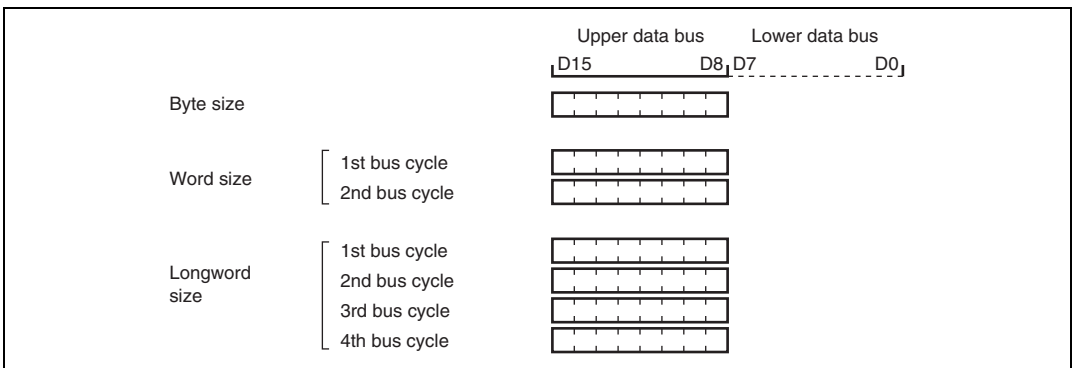 Upper data bus Lower data bus
D15 D8 D7 D0
Byte size
Word size
1st bus cycle
2nd bus cycle
Longword
size
1st bus cycle
2nd bus cycle
3rd bus cycle
4th bus cycle